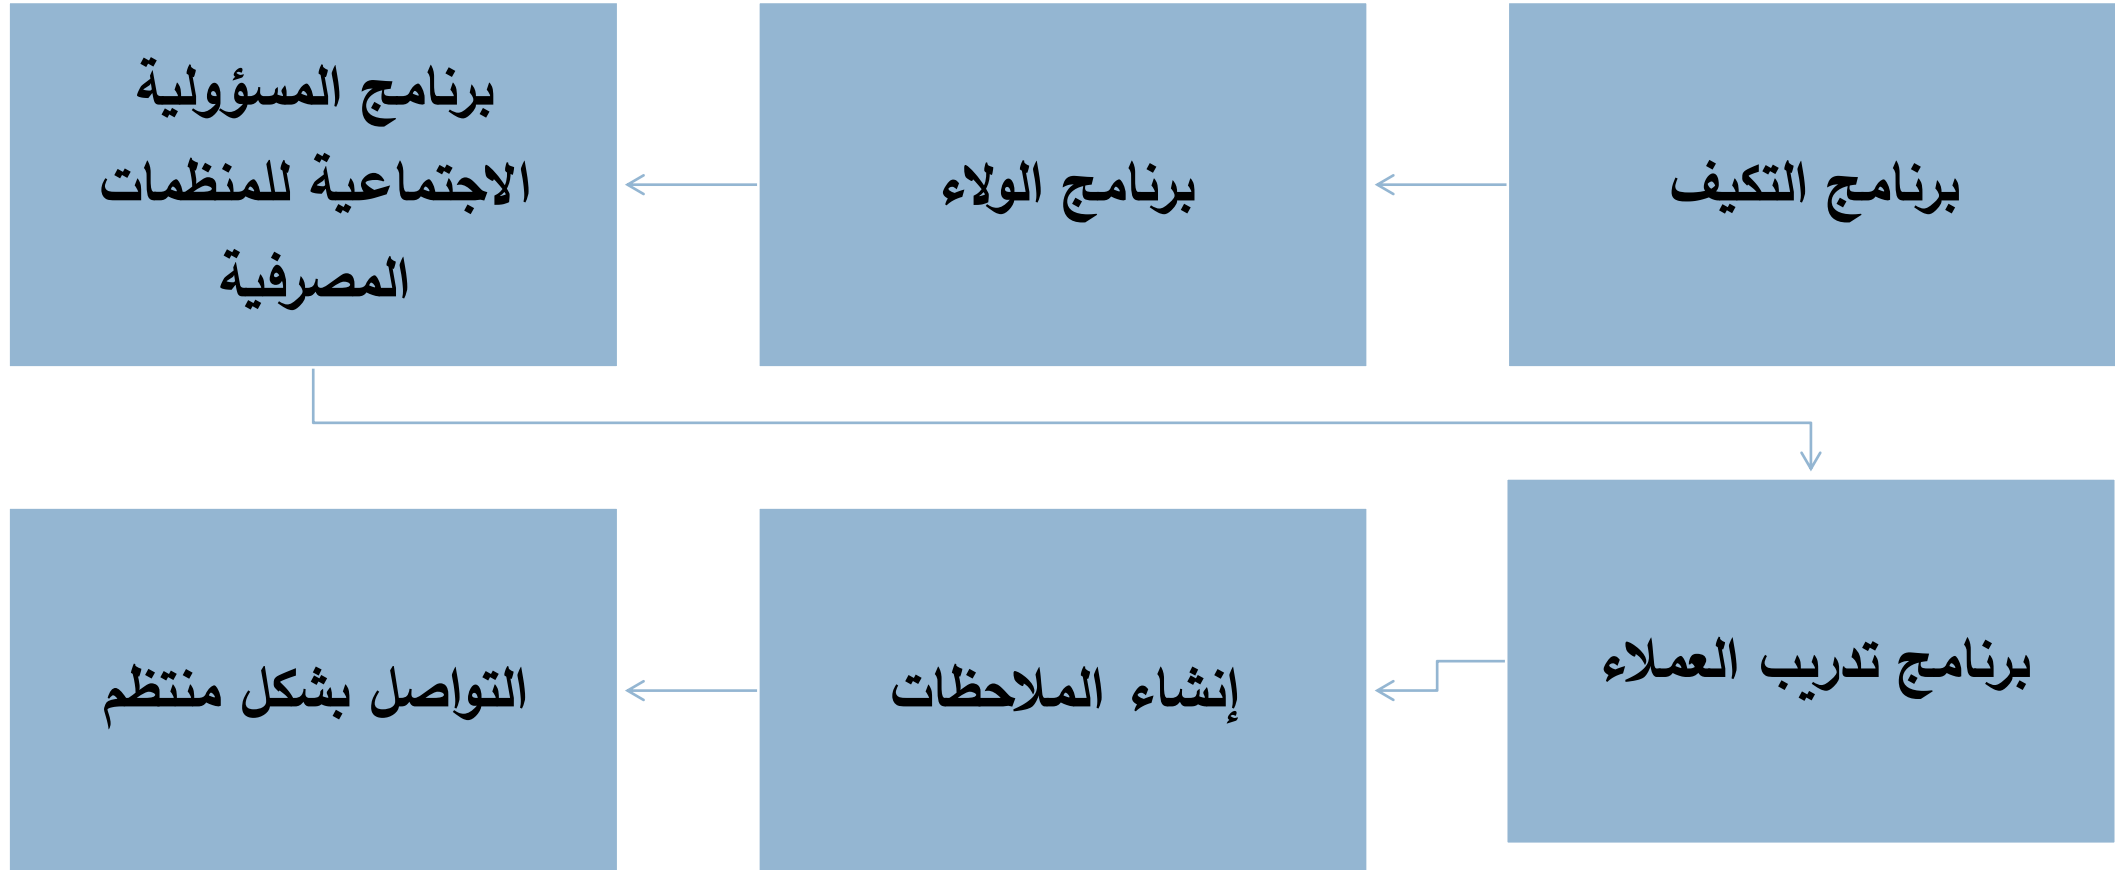 برنامج التكيف
برنامج الولاء
برنامج المسؤولية
الاجتماعية للمنظمات
المصرفية
برنامج تدريب العملاء
إنشاء الملاحظات
التواصل بشكل منتظم